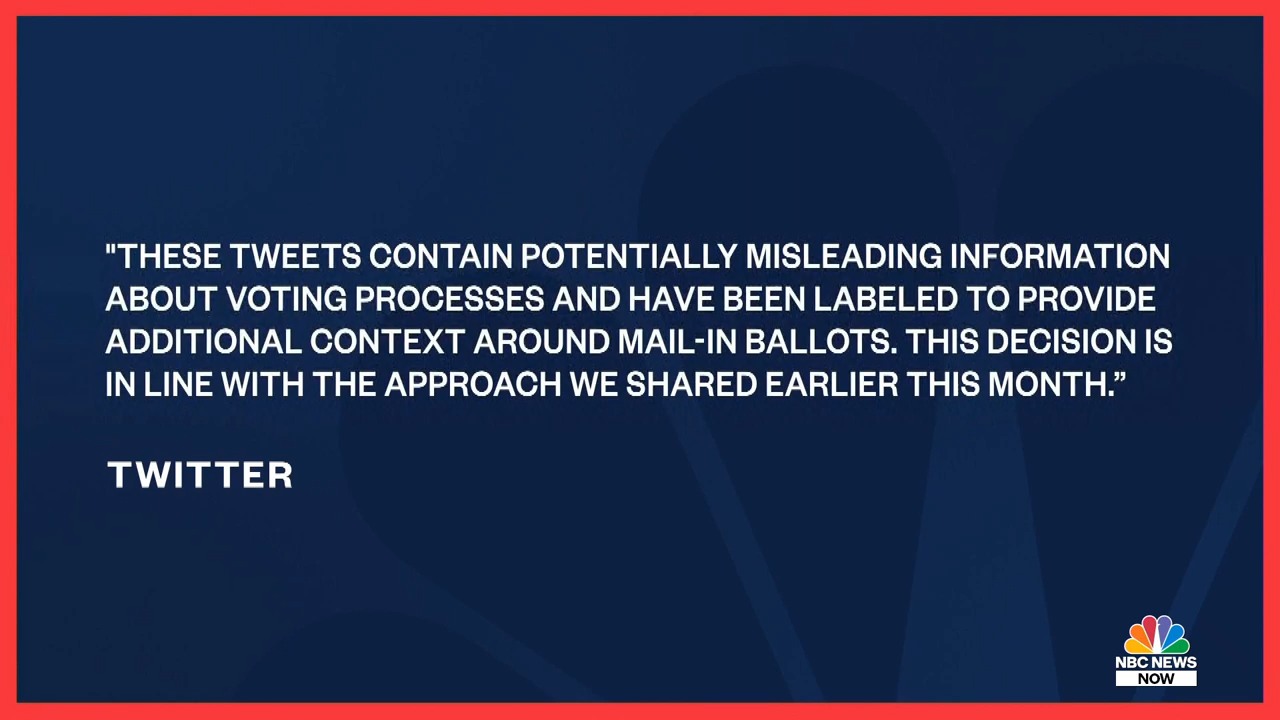 "THESE TWEETS CONTAIN POTENTIALLY MISLEADING INFORMATION
ABOUT VOTING PROCESSES AND HAVE BEEN LABELED TO PROVIDE
ADDITIONAL CONTEXT AROUND MAIL-IN BALLOTS. THIS DECISION IS
IN LINE WITH THE APPROACH WE SHARED EARLIER THIS MONTH.”
TWITTER
NBC NEWS
NOW